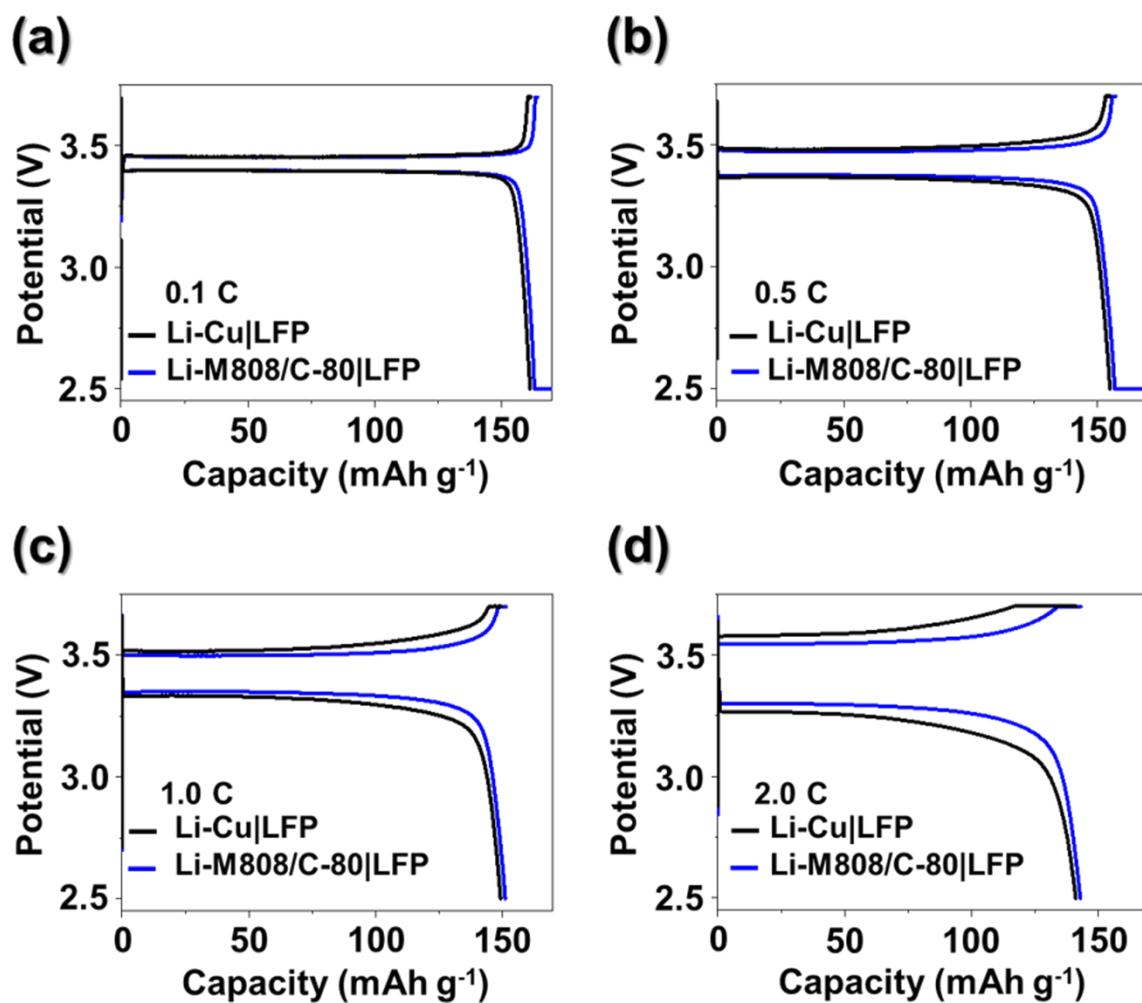 (a)
Potential (V)
3.5
3.0
2.5
0.1 C
Li-Cu|LFP
Li-M808/C-80|LFP
0 50 100 150
Capacity (mAh g⁻¹)
(b)
Potential (V)
3.5
3.0
2.5
0.5 C
Li-Cu|LFP
Li-M808/C-80|LFP
0 50 100 150
Capacity (mAh g⁻¹)
(c)
Potential (V)
3.5
3.0
2.5
1.0 C
Li-Cu|LFP
Li-M808/C-80|LFP
0 50 100 150
Capacity (mAh g⁻¹)
(d)
Potential (V)
3.5
3.0
2.5
2.0 C
Li-Cu|LFP
Li-M808/C-80|LFP
0 50 100 150
Capacity (mAh g⁻¹)